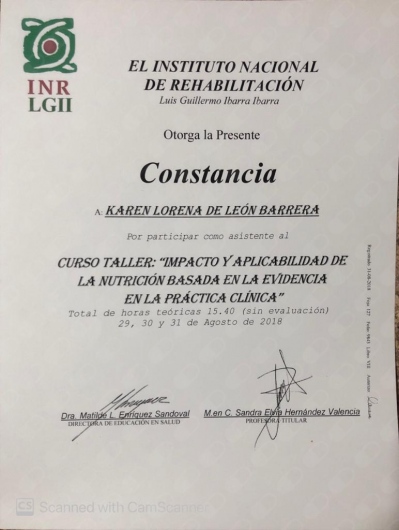 INR
LGII
EL INSTITUTO NACIONAL
DE REHABILITACIÓN
Luis Guillermo Ibarra Ibarra
Otorga la Presente
Constancia
A: KAREN LORENA DE LEÓN BARRERA
Por participar como asistente al
CURSO TALLER: “IMPACTO Y APLICABILIDAD DE
LA NUTRICIÓN BASADA EN LA EVIDENCIA
EN LA PRÁCTICA CLÍNICA”
Total de horas teóricas 15.40 (sin evaluación)
29, 30 y 31 de Agosto de 2018
Dra. Matilde L. Enríquez Sandoval
DIRECTORA DE EDUCACIÓN EN SALUD
M.en C. Sandra Elvia Hernández Valencia
PROFESORA TITULAR
CS Scanned with CamScanner